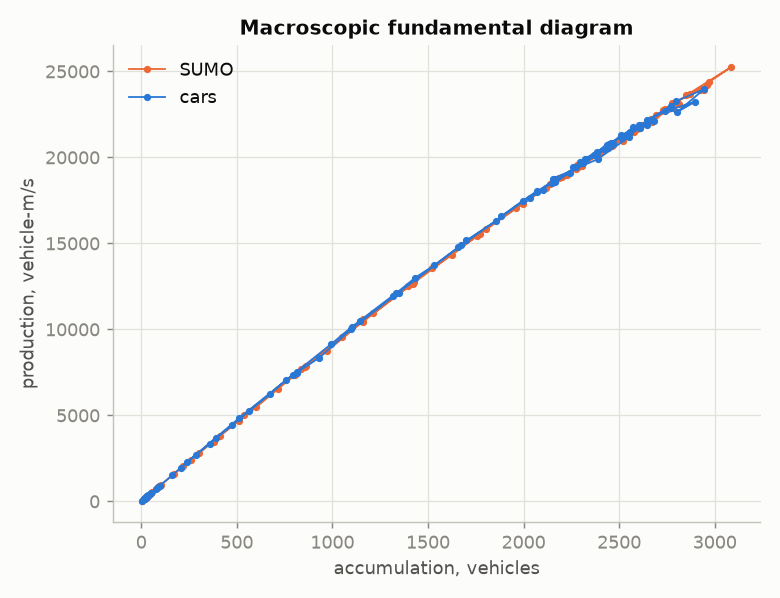 Macroscopic fundamental diagram
SUMO
cars
25000
20000
15000
10000
5000
0
production, vehicle-m/s
0 500 1000 1500 2000 2500 3000
accumulation, vehicles